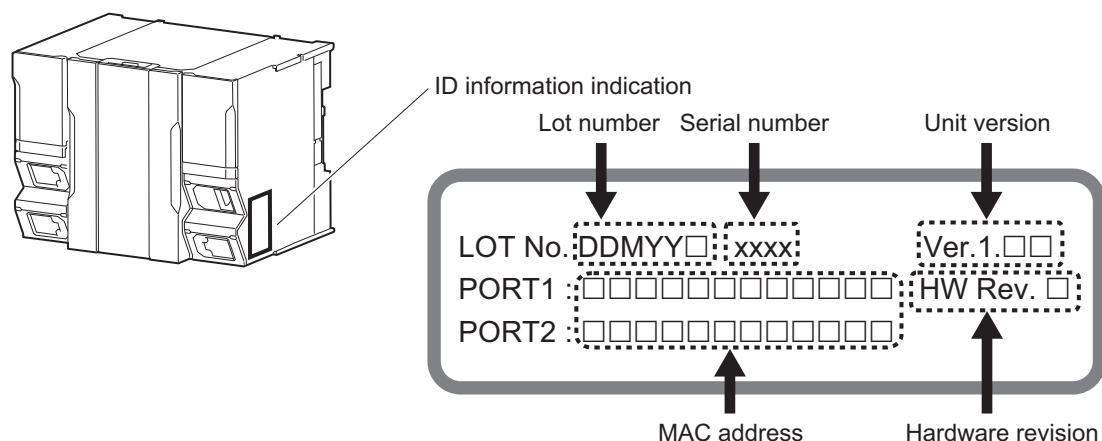 ID information indication
Lot number Serial number Unit version
LOT No. DDMYY□ xxxx Ver.1.□□
PORT1 : □□□□□□□□□□□□ HW Rev. □
PORT2 : □□□□□□□□□□□□
MAC address Hardware revision